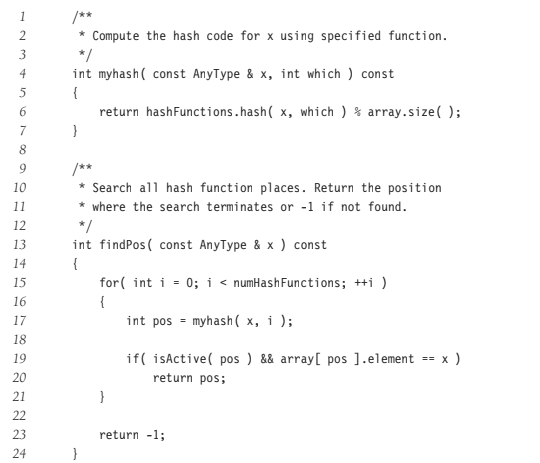 1 /**
2 * Compute the hash code for x using specified function.
3 */
4 int myhash( const AnyType & x, int which ) const
5 {
6 return hashFunctions.hash( x, which ) % array.size( );
7 }
8
9 /**
10 * Search all hash function places. Return the position
11 * where the search terminates or -1 if not found.
12 */
13 int findPos( const AnyType & x ) const
14 {
15 for( int i = 0; i < numHashFunctions; ++i )
16 {
17 int pos = myhash( x, i );
18
19 if( isActive( pos ) && array[ pos ].element == x )
20 return pos;
21 }
22
23 return -1;
24 }